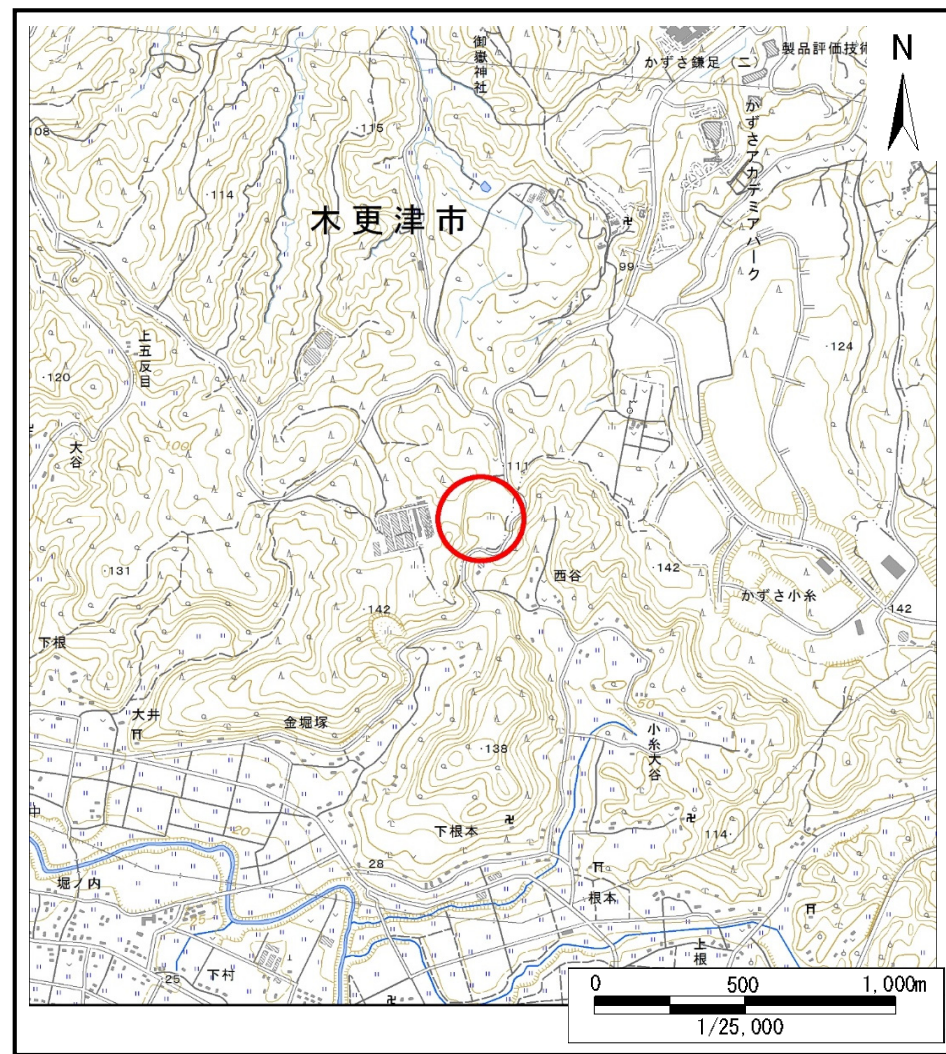 御嶽神社
かずさ鎌足(二)
製品評価技術
N
108
115
かずさアカデミアパーク
114
木更津市
99
上五反目
124
120
大谷
100
111
131
西谷
142
142
かずさ小糸
142
下根
50
大井
金堀塚
小糸大谷
138
下根本
114
中
20
28
堀ノ内
根本
25
下村
上根
0 500 1,000m
1/25,000